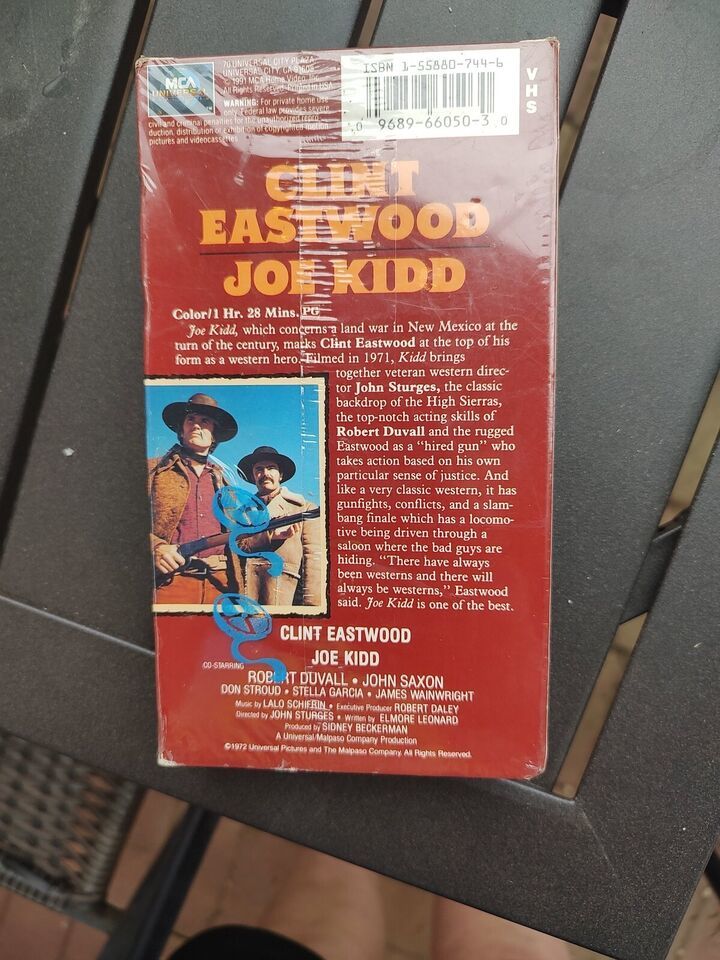 MCA
UNIVERSAL
70 UNIVERSAL CITY PLAZA
UNIVERSAL CITY, CA 91608
© 1991 MCA Home Video, Inc.
All Rights Reserved. Printed in USA
WARNING: For private home use
only. Federal law provides severe
civil and criminal penalties for the unauthorized repro-
duction, distribution or exhibition of copyrighted motion
pictures and videocassettes.
ISBN 1-55880-744-6
0 9689-66050-3 0
VHS
CLINT
EASTWOOD
JOE KIDD
Color/1 Hr. 28 Mins. PG
Joe Kidd, which concerns a land war in New Mexico at the
turn of the century, marks Clint Eastwood at the top of his
form as a western hero. Filmed in 1971, Kidd brings
together veteran western direc-
tor John Sturges, the classic
backdrop of the High Sierras,
the top-notch acting skills of
Robert Duvall and the rugged
Eastwood as a "hired gun" who
takes action based on his own
particular sense of justice. And
like a very classic western, it has
gunfights, conflicts, and a slam-
bang finale which has a locomo-
tive being driven through a
saloon where the bad guys are
hiding. "There have always
been westerns and there will
always be westerns," Eastwood
said. Joe Kidd is one of the best.
CLINT EASTWOOD
JOE KIDD
CO-STARRING
ROBERT DUVALL • JOHN SAXON
DON STROUD • STELLA GARCIA • JAMES WAINWRIGHT
Music by LALO SCHIFRIN • Executive Producer ROBERT DALEY
Directed by JOHN STURGES • Written by ELMORE LEONARD
Produced by SIDNEY BECKERMAN
A Universal/Malpaso Company Production
©1972 Universal Pictures and The Malpaso Company. All Rights Reserved.